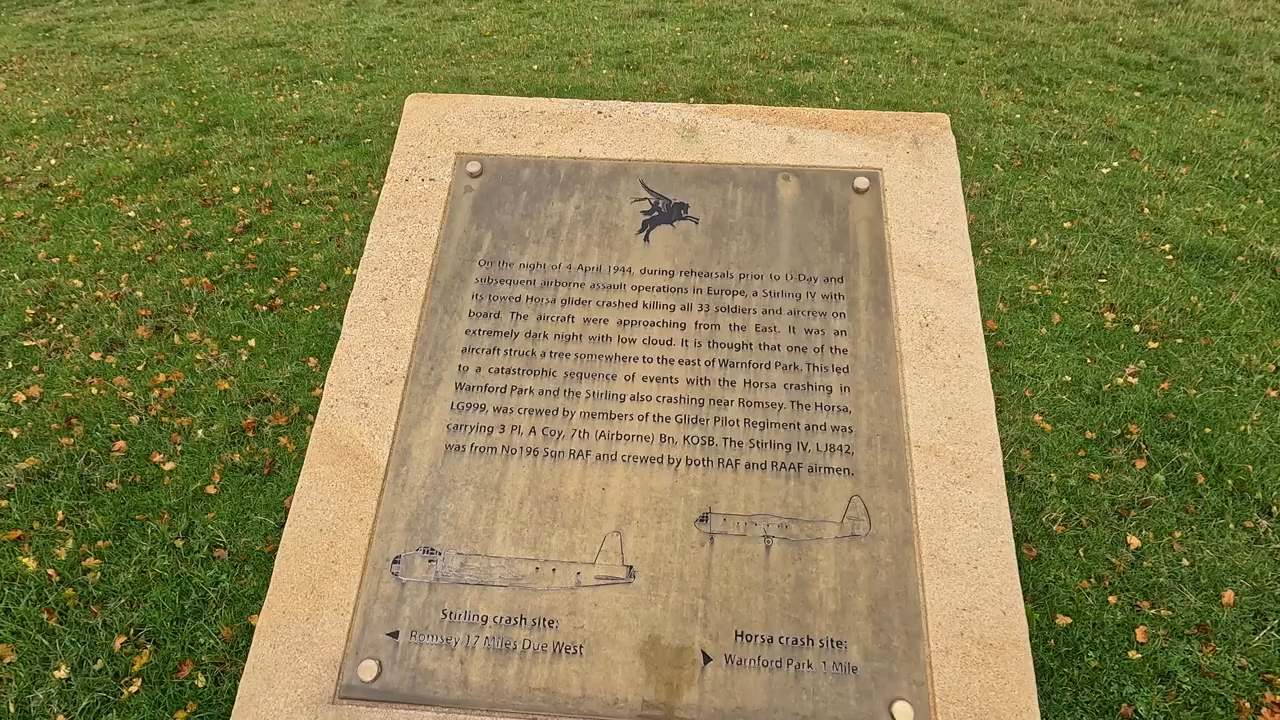 On the night of 4 April 1944, during rehearsals prior to D-Day and
subsequent airborne assault operations in Europe, a Stirling IV with
its towed Horsa glider crashed killing all 33 soldiers and aircrew on
board. The aircraft were approaching from the East. It was an
extremely dark night with low cloud. It is thought that one of the
aircraft struck a tree somewhere to the east of Warnford Park. This led
to a catastrophic sequence of events with the Horsa crashing in
Warnford Park and the Stirling also crashing near Romsey. The Horsa,
LG999, was crewed by members of the Glider Pilot Regiment and was
carrying 3 Pl, A Coy, 7th (Airborne) Bn, KOSB. The Stirling IV, LJ842,
was from No196 Sqn RAF and crewed by both RAF and RAAF airmen.
Stirling crash site:
Romsey 17 Miles Due West
Horsa crash site:
Warnford Park. 1 Mile